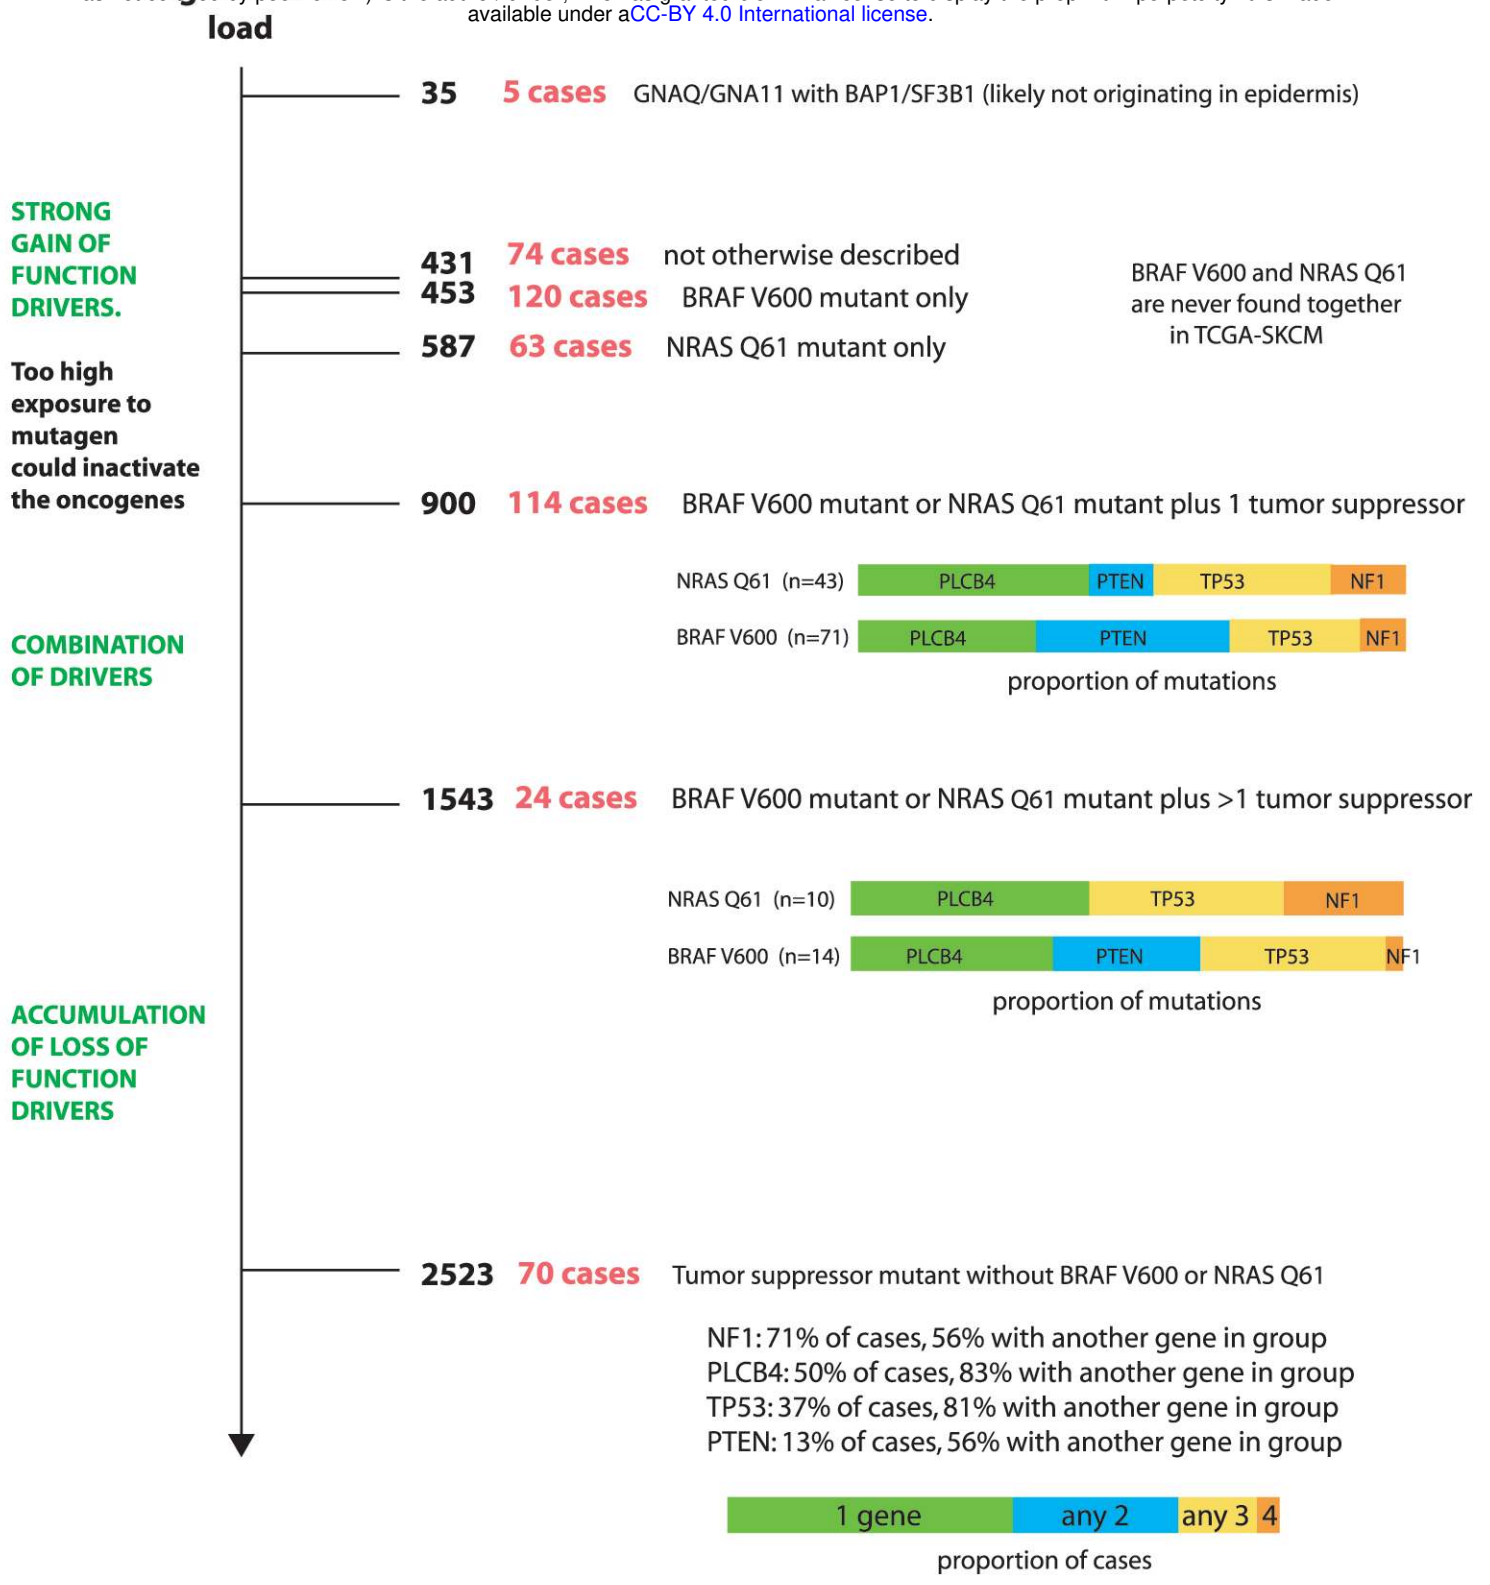 available under aCC-BY 4.0 International license.
load
35 5 cases GNAQ/GNA11 with BAP1/SF3B1 (likely not originating in epidermis)
STRONG
GAIN OF
FUNCTION
DRIVERS.
431 74 cases not otherwise described
453 120 cases BRAF V600 mutant only
587 63 cases NRAS Q61 mutant only
BRAF V600 and NRAS Q61
are never found together
in TCGA-SKCM
Too high
exposure to
mutagen
could inactivate
the oncogenes
900 114 cases BRAF V600 mutant or NRAS Q61 mutant plus 1 tumor suppressor
NRAS Q61 (n=43) PLCB4 PTEN TP53 NF1
BRAF V600 (n=71) PLCB4 PTEN TP53 NF1
proportion of mutations
COMBINATION
OF DRIVERS
1543 24 cases BRAF V600 mutant or NRAS Q61 mutant plus >1 tumor suppressor
NRAS Q61 (n=10) PLCB4 TP53 NF1
BRAF V600 (n=14) PLCB4 PTEN TP53 NF1
proportion of mutations
ACCUMULATION
OF LOSS OF
FUNCTION
DRIVERS
2523 70 cases Tumor suppressor mutant without BRAF V600 or NRAS Q61
NF1: 71% of cases, 56% with another gene in group
PLCB4: 50% of cases, 83% with another gene in group
TP53: 37% of cases, 81% with another gene in group
PTEN: 13% of cases, 56% with another gene in group
1 gene any 2 any 3 4
proportion of cases